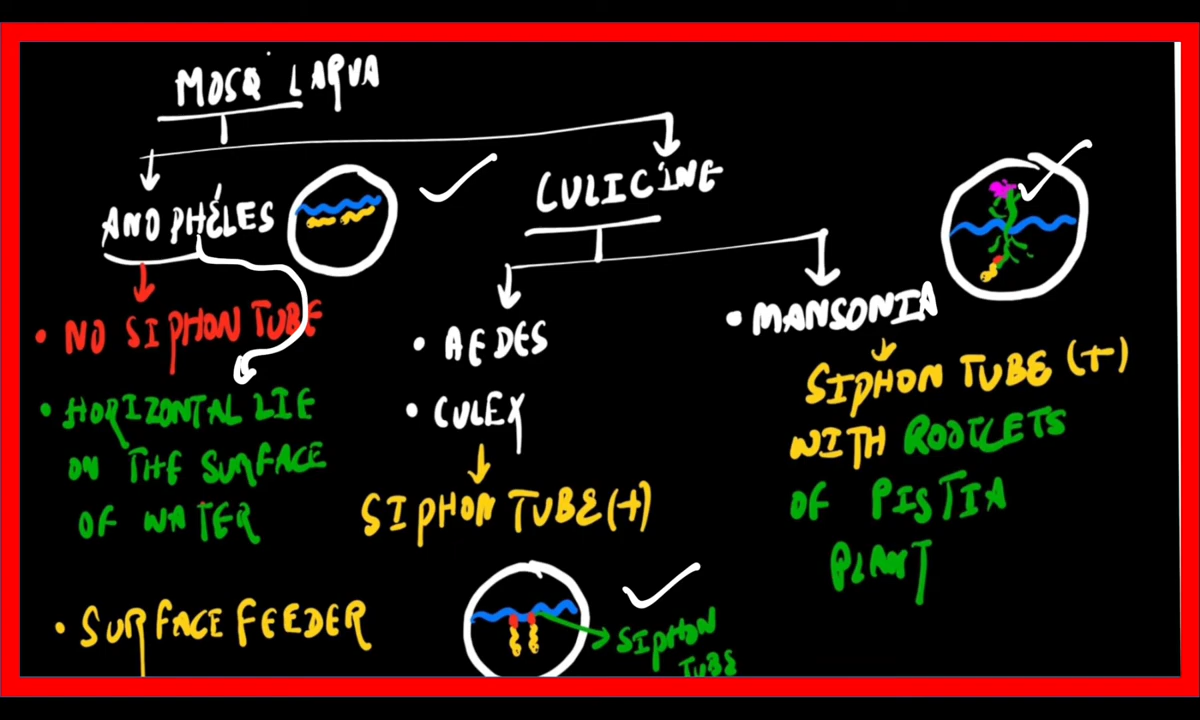 MOSQ LARVA
ANOPHELES
• NO SIPHON TUBE
• HORIZONTAL LIE
ON THE SURFACE
OF WATER
• SURFACE FEEDER
CULICINE
• AEDES
• CULEX
SIPHON TUBE (+)
SIPHON
TUBE
• MANSONIA
SIPHON TUBE (+)
WITH ROOTLETS
OF PISTIA
PLANT